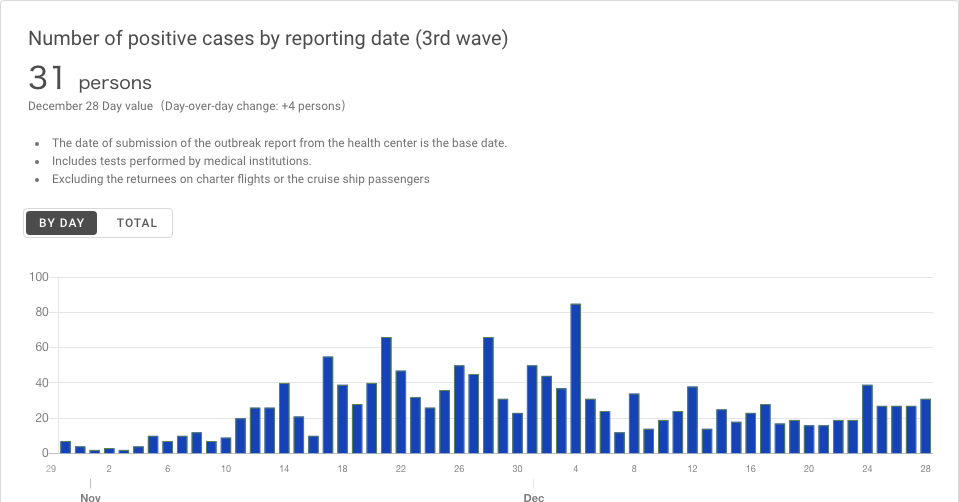 Number of positive cases by reporting date (3rd wave)
31 persons
December 28 Day value（Day-over-day change: +4 persons）
• The date of submission of the outbreak report from the health center is the base date.
• Includes tests performed by medical institutions.
• Excluding the returnees on charter flights or the cruise ship passengers
BY DAY TOTAL
100
80
60
40
20
0
29 2 6 10 14 18 22 26 30 4 8 12 16 20 24 28
Nov Dec